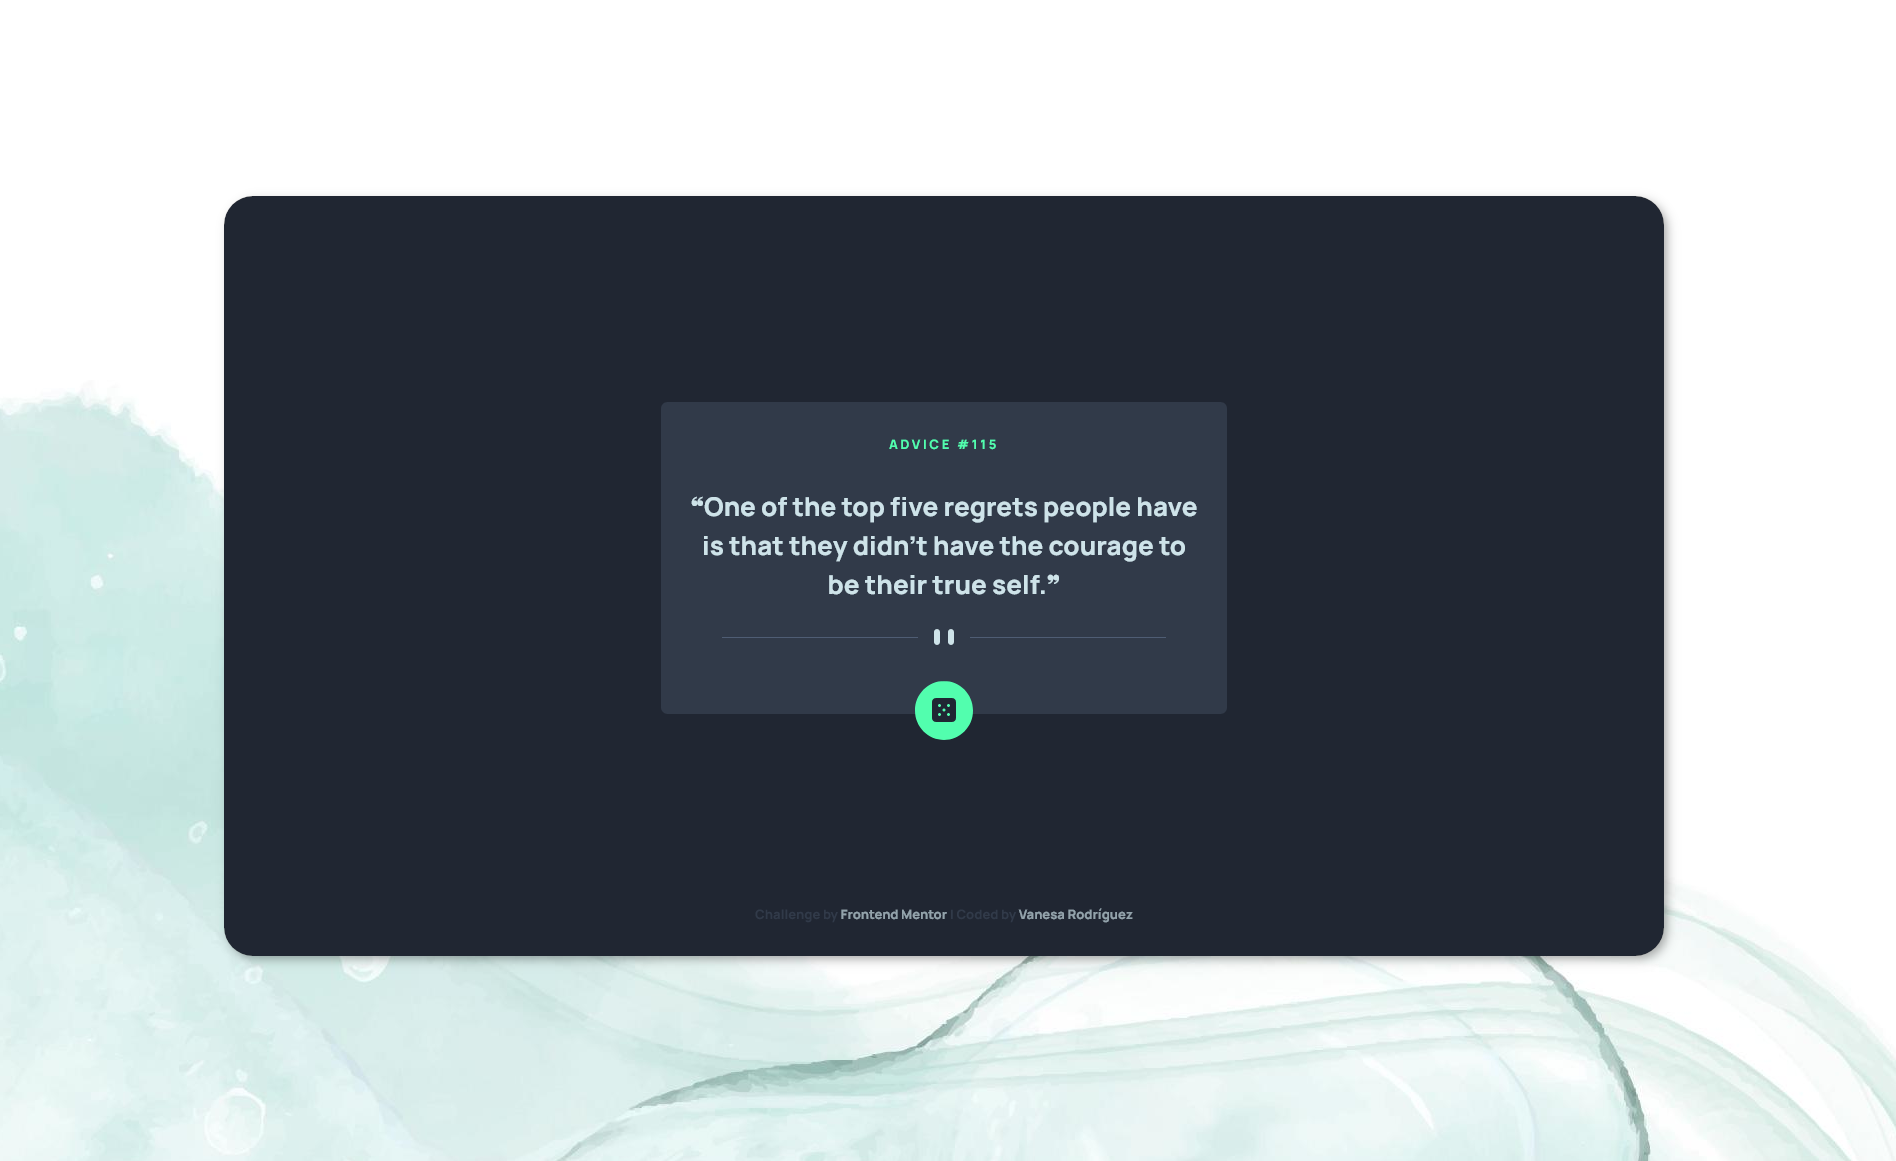 ADVICE #115
❝One of the top five regrets people have
is that they didn't have the courage to
be their true self.❞
Challenge by Frontend Mentor | Coded by Vanesa Rodríguez